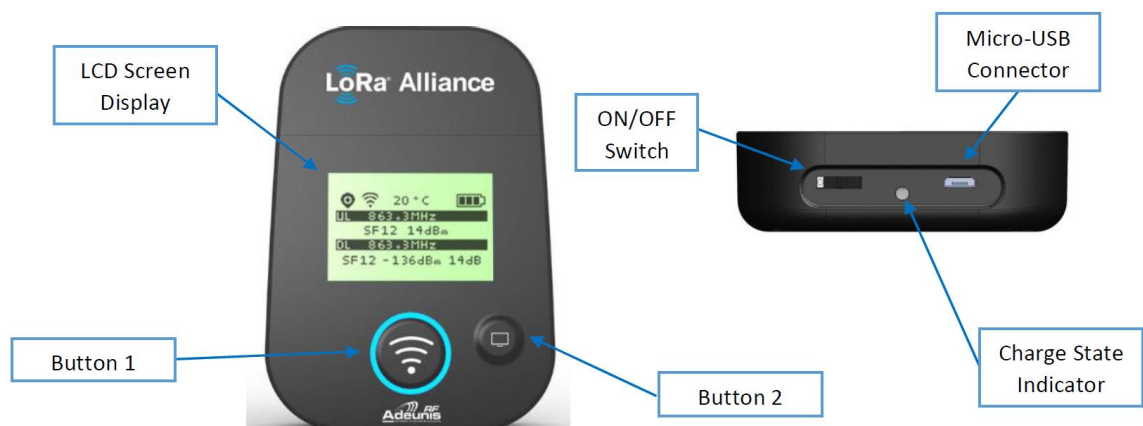 LCD Screen
Display
LoRa® Alliance
20°C
UL 863.3MHz
SF12 14dBm
DL 863.3MHz
SF12 -136dBm 14dB
Button 1
Button 2
Adeunis RF
Micro-USB
Connector
ON/OFF
Switch
Charge State
Indicator